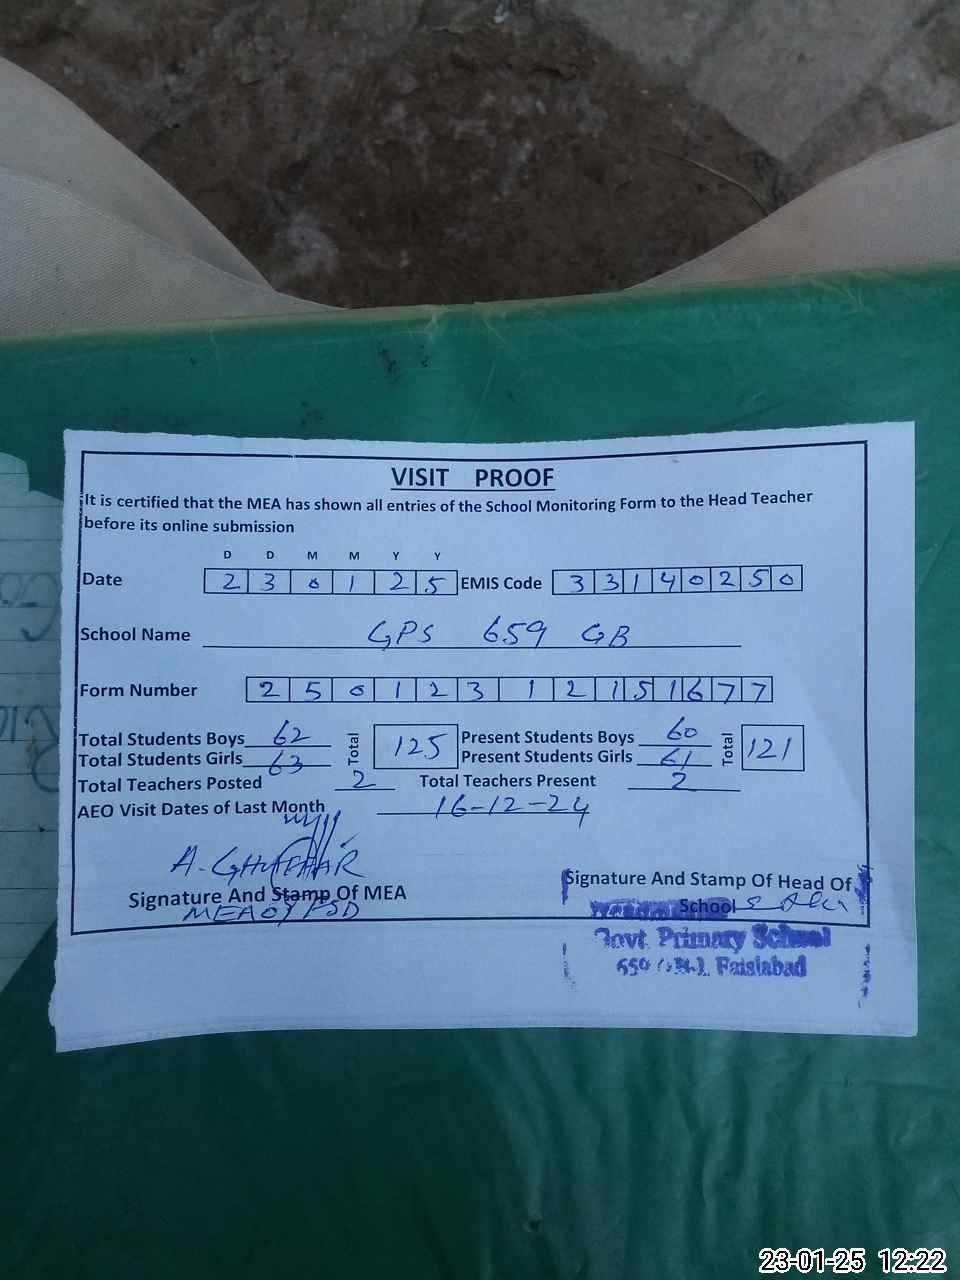 VISIT PROOF
It is certified that the MEA has shown all entries of the School Monitoring Form to the Head Teacher
before its online submission
D D M M Y Y
Date 2 3 0 1 2 5 EMIS Code 3 3 1 4 0 2 5 0
School Name GPS 659 GB
Form Number 2 5 0 1 2 3 1 2 1 5 1 6 7 7
Total Students Boys 62 Total 125 Present Students Boys 60 Total 121
Total Students Girls 63 Present Students Girls 61
Total Teachers Posted 2 Total Teachers Present 2
AEO Visit Dates of Last Month 16-12-24
A. GHUFFAR
Signature And Stamp Of MEA
Signature And Stamp Of Head Of
School
Govt. Primary School
659 Faislabad
23-01-25 12:22